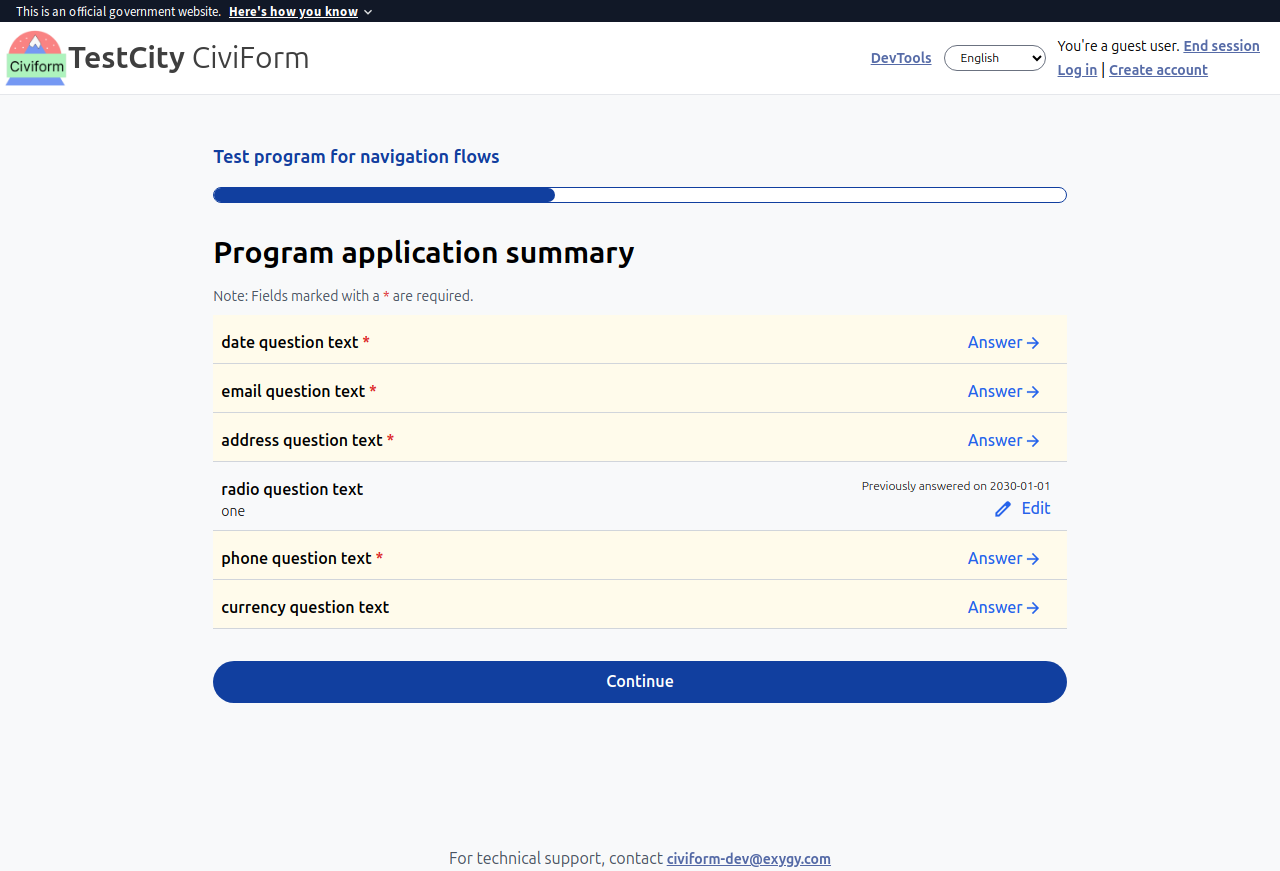 This is an official government website. Here's how you know
Civiform TestCity CiviForm
DevTools English You're a guest user. End session
Log in | Create account
Test program for navigation flows
Program application summary
Note: Fields marked with a * are required.
date question text * Answer
email question text * Answer
address question text * Answer
radio question text Previously answered on 2030-01-01
one Edit
phone question text * Answer
currency question text Answer
Continue
For technical support, contact civiform-dev@exygy.com